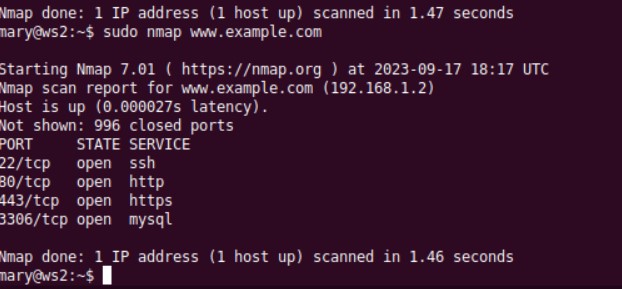 Nmap done: 1 IP address (1 host up) scanned in 1.47 seconds
mary@ws2:~$ sudo nmap www.example.com
Starting Nmap 7.01 ( https://nmap.org ) at 2023-09-17 18:17 UTC
Nmap scan report for www.example.com (192.168.1.2)
Host is up (0.000027s latency).
Not shown: 996 closed ports
PORT     STATE SERVICE
22/tcp   open  ssh
80/tcp   open  http
443/tcp  open  https
3306/tcp open  mysql
Nmap done: 1 IP address (1 host up) scanned in 1.46 seconds
mary@ws2:~$